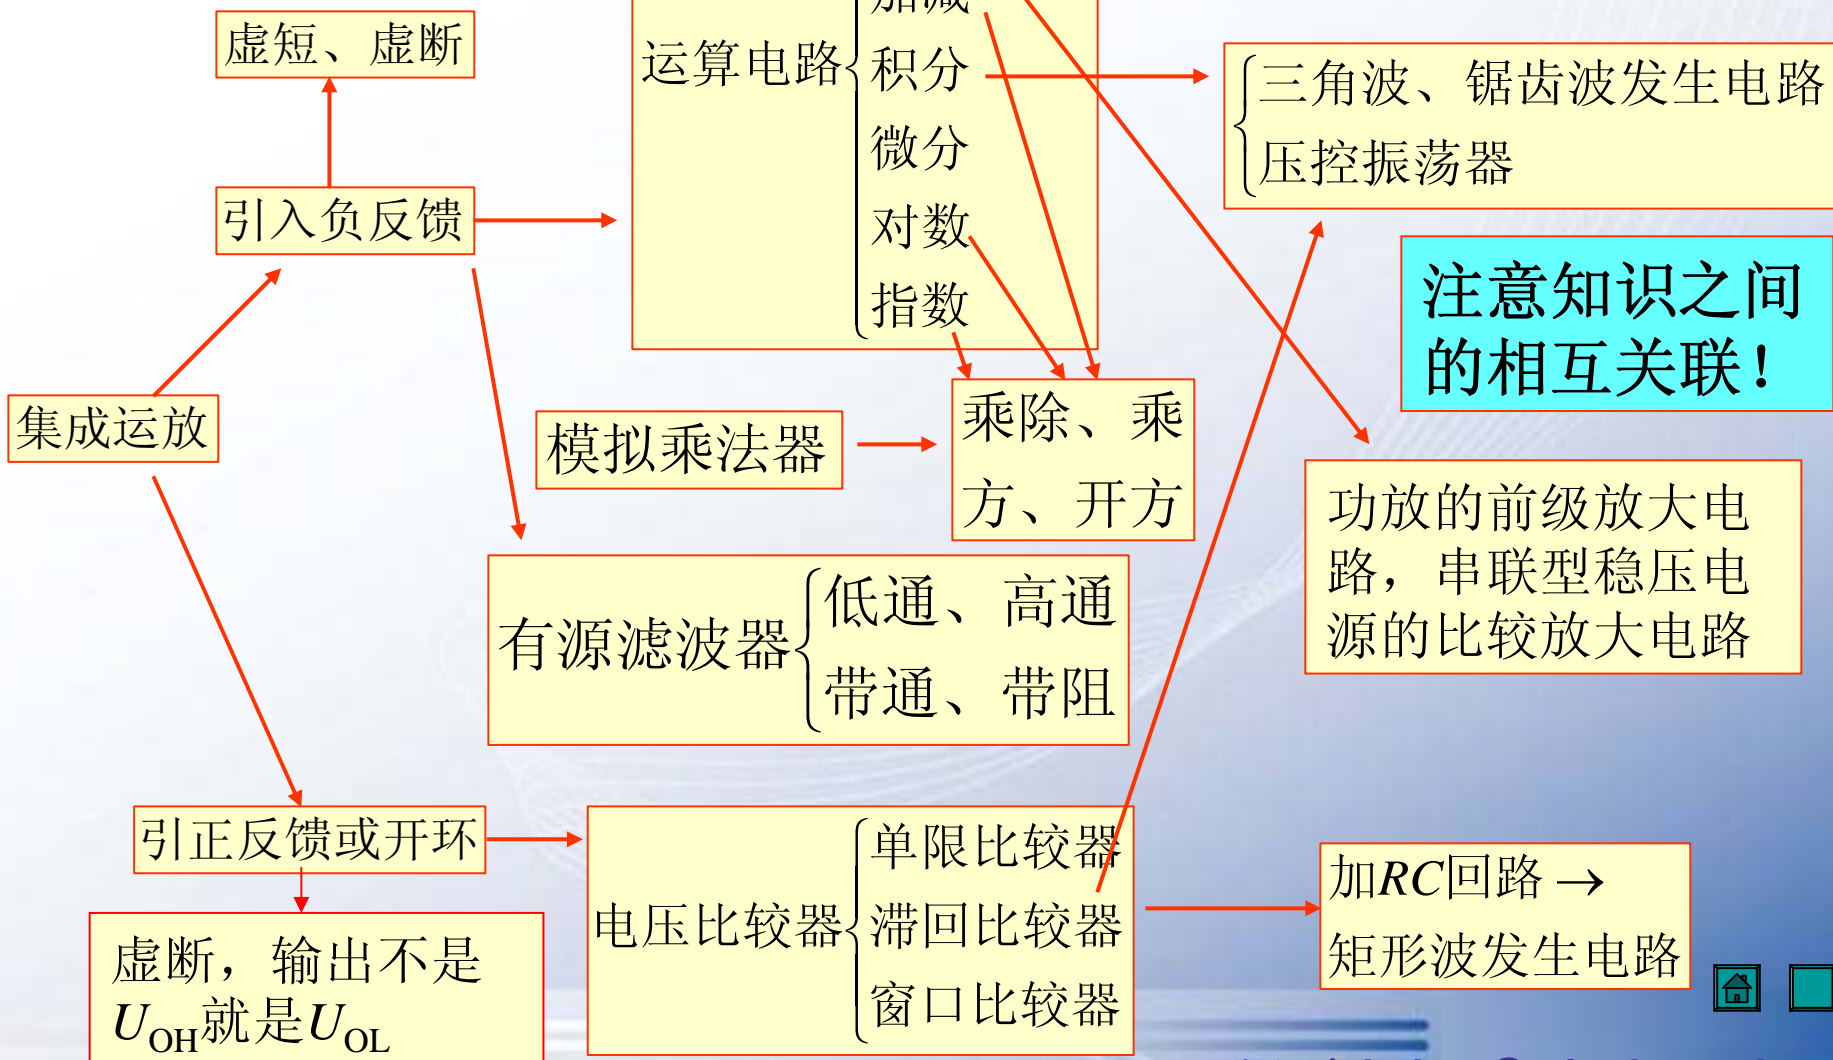 虚短、虚断
运算电路
加减
积分
微分
对数
指数
三角波、锯齿波发生电路
压控振荡器
引入负反馈
注意知识之间
的相互关联!
集成运放
模拟乘法器
乘除、乘
方、开方
功放的前级放大电
路，串联型稳压电
源的比较放大电路
有源滤波器
低通、高通
带通、带阻
引正反馈或开环
电压比较器
单限比较器
滞回比较器
窗口比较器
加RC回路 →
矩形波发生电路
虚断，输出不是
UOH就是UOL